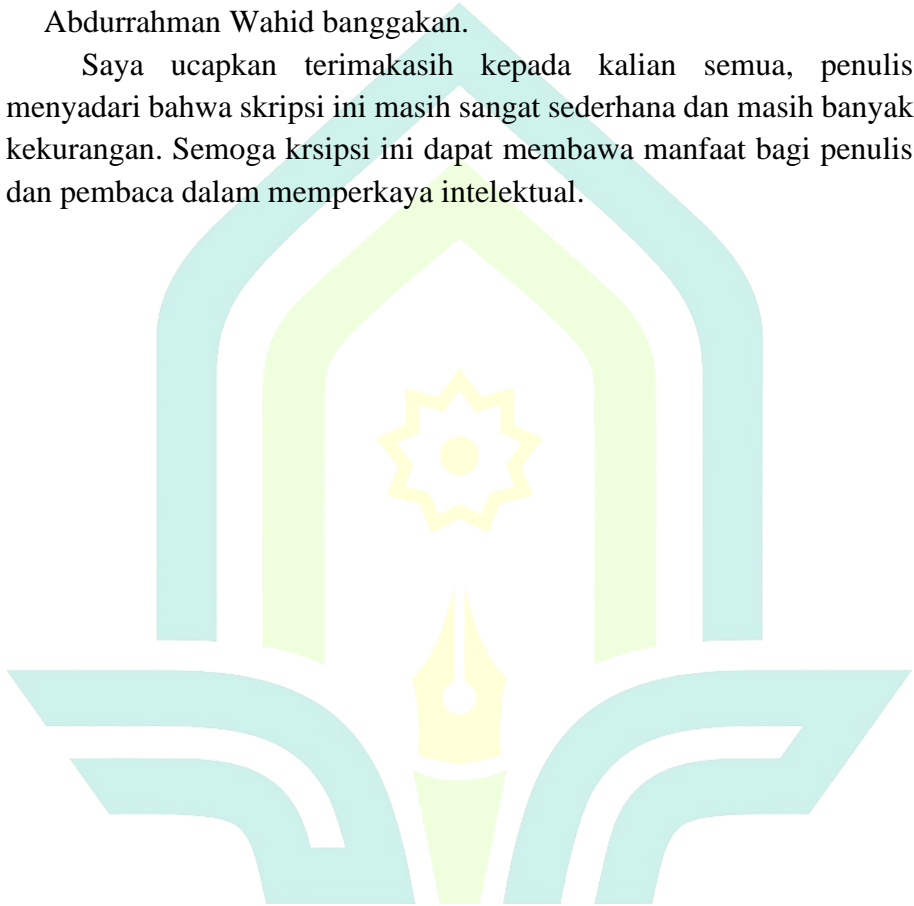 Abdurrahman Wahid banggakan.
Saya ucapkan terimakasih kepada kalian semua, penulis
menyadari bahwa skripsi ini masih sangat sederhana dan masih banyak
kekurangan. Semoga krsipsi ini dapat membawa manfaat bagi penulis
dan pembaca dalam memperkaya intelektual.